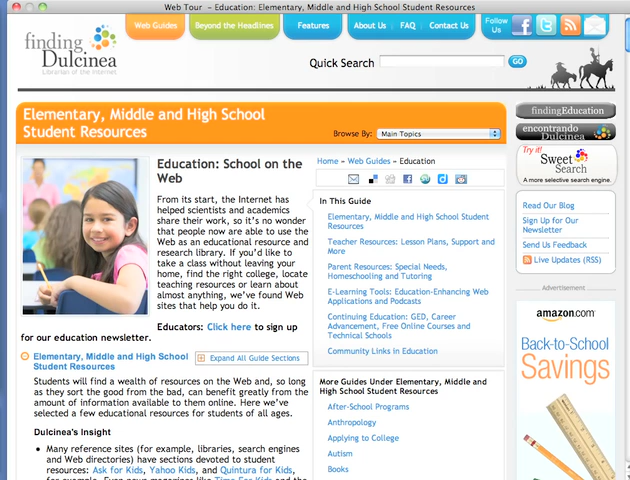 Web Tour - Education: Elementary, Middle and High School Student Resources
Web Guides
Beyond the Headlines
Features
About Us
FAQ
Contact Us
Follow
Us
finding
Dulcinea
Librarian of the Internet
Quick Search
GO
Elementary, Middle and High School
Student Resources
Browse By:
Main Topics
findingEducation
encontrando
Dulcinea
Try it!
Sweet
Search
A more selective search engine.
Education: School on the
Web
From its start, the Internet has
helped scientists and academics
share their work, so it's no wonder
that people now are able to use the
Web as an educational resource and
research library. If you'd like to
take a class without leaving your
home, find the right college, locate
teaching resources or learn about
almost anything, we've found Web
sites that help you do it.
Educators: Click here to sign up
for our education newsletter.
Elementary, Middle and High School
Student Resources
Expand All Guide Sections
Students will find a wealth of resources on the Web and, so long
as they sort the good from the bad, can benefit greatly from the
amount of information available to them online. Here we've
selected a few educational resources for students of all ages.
Dulcinea's Insight
Many reference sites (for example, libraries, search engines
and Web directories) have sections devoted to student
resources: Ask for Kids, Yahoo Kids, and Quintura for Kids,
for example. Even news magazines like Time For Kids and the
Home » Web Guides » Education
In This Guide
Elementary, Middle and High School Student
Resources
Teacher Resources: Lesson Plans, Support and
More
Parent Resources: Special Needs,
Homeschooling and Tutoring
E-Learning Tools: Education-Enhancing Web
Applications and Podcasts
Continuing Education: GED, Career
Advancement, Free Online Courses and
Technical Schools
Community Links in Education
More Guides Under Elementary, Middle and
High School Student Resources
After-School Programs
Anthropology
Applying to College
Autism
Books
Read Our Blog
Sign Up for Our
Newsletter
Send Us Feedback
Live Updates (RSS)
Advertisement
amazon.com
Back-to-School
Savings